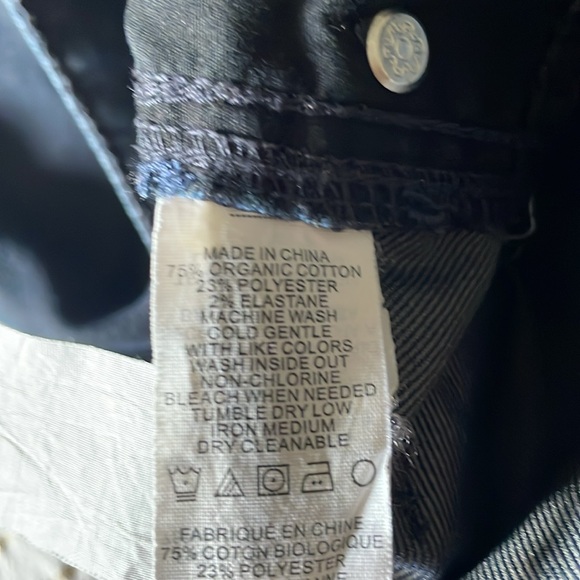 MADE IN CHINA
75% ORGANIC COTTON
23% POLYESTER
2% ELASTANE
MACHINE WASH
COLD GENTLE
WITH LIKE COLORS
WASH INSIDE OUT
NON-CHLORINE
BLEACH WHEN NEEDED
TUMBLE DRY LOW
IRON MEDIUM
DRY CLEANABLE
FABRIQUÉ EN CHINE
75% COTON BIOLOGIQUE
23% POLYESTER